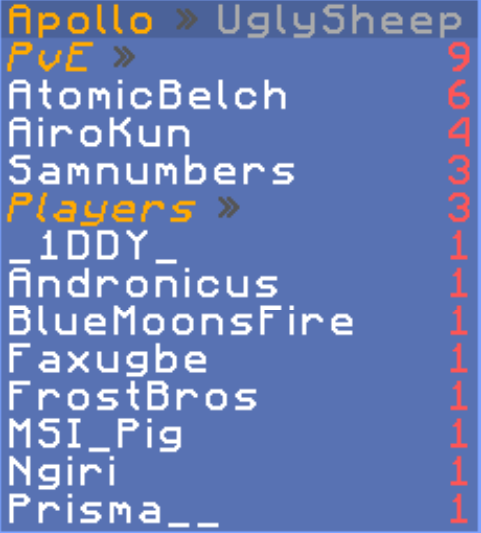 Apollo » UglySheep
PvE » 9
AtomicBelch 6
AiroKun 4
Samnumbers 3
Players » 3
_1DDY_ 1
Andronicus 1
BlueMoonsFire 1
Faxugbe 1
FrostBros 1
MSI_Pig 1
Ngiri 1
Prisma__ 1